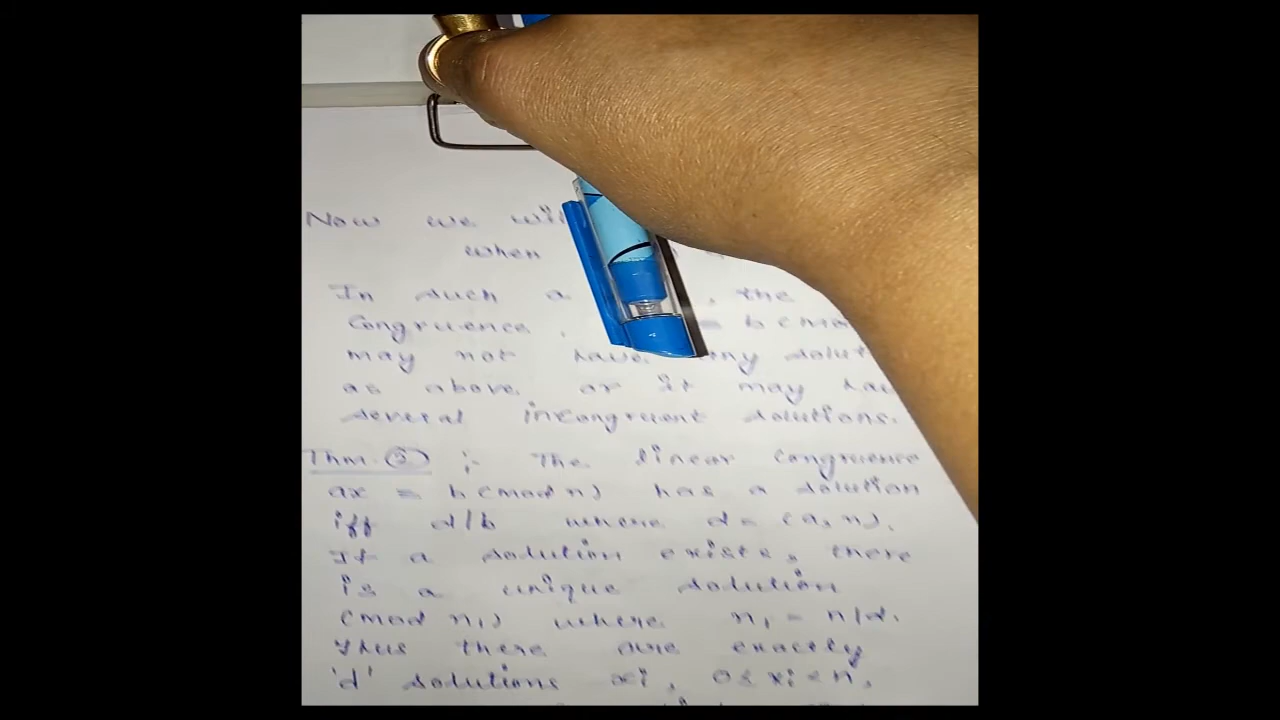 Now we
when
In such a , the
Congruence ≡ b (mod
may not have any
as above or it may
several incongruent solutions.
Thm. ② :- The linear congruence
ax ≡ b (mod n) has a solution
iff d/b where d = (a, n).
If a solution exists, there
is a unique solution
(mod n₁) where n₁ = n/d.
Thus there are exactly
'd' solutions xi, 0≤xi<n,